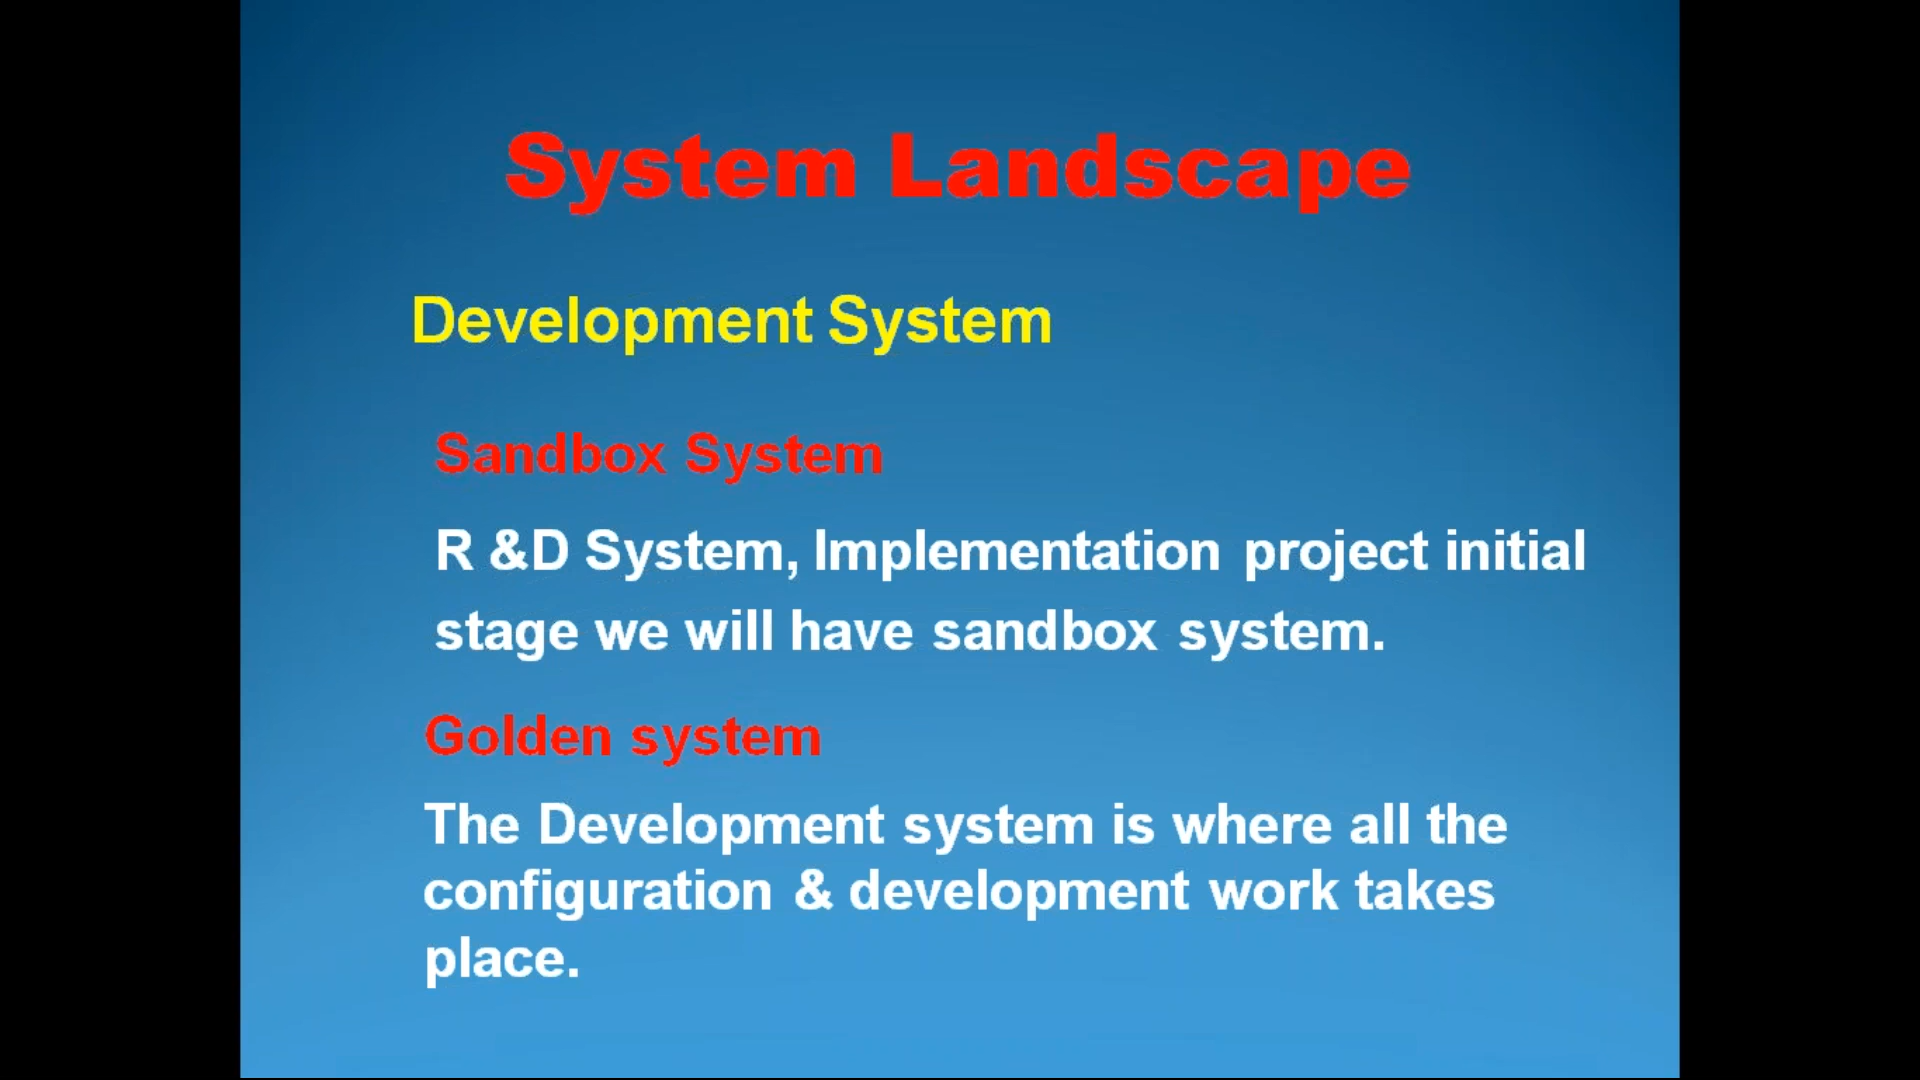 System Landscape
Development System
Sandbox System
R &D System, Implementation project initial
stage we will have sandbox system.
Golden system
The Development system is where all the
configuration & development work takes
place.